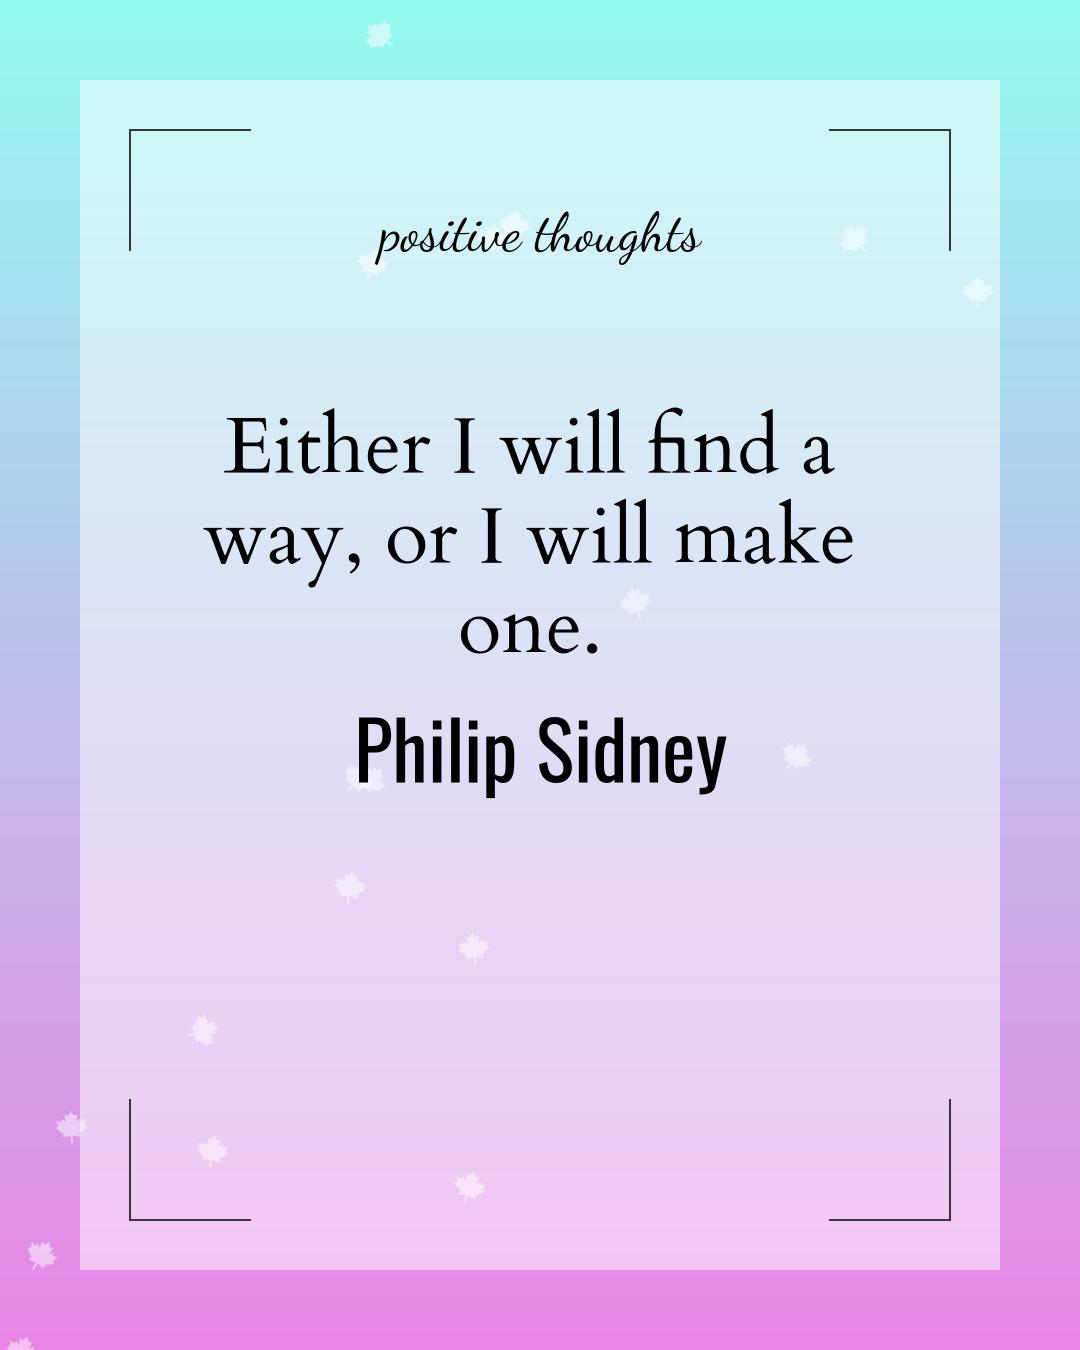 positive thoughts
Either I will find a
way, or I will make
one.
Philip Sidney